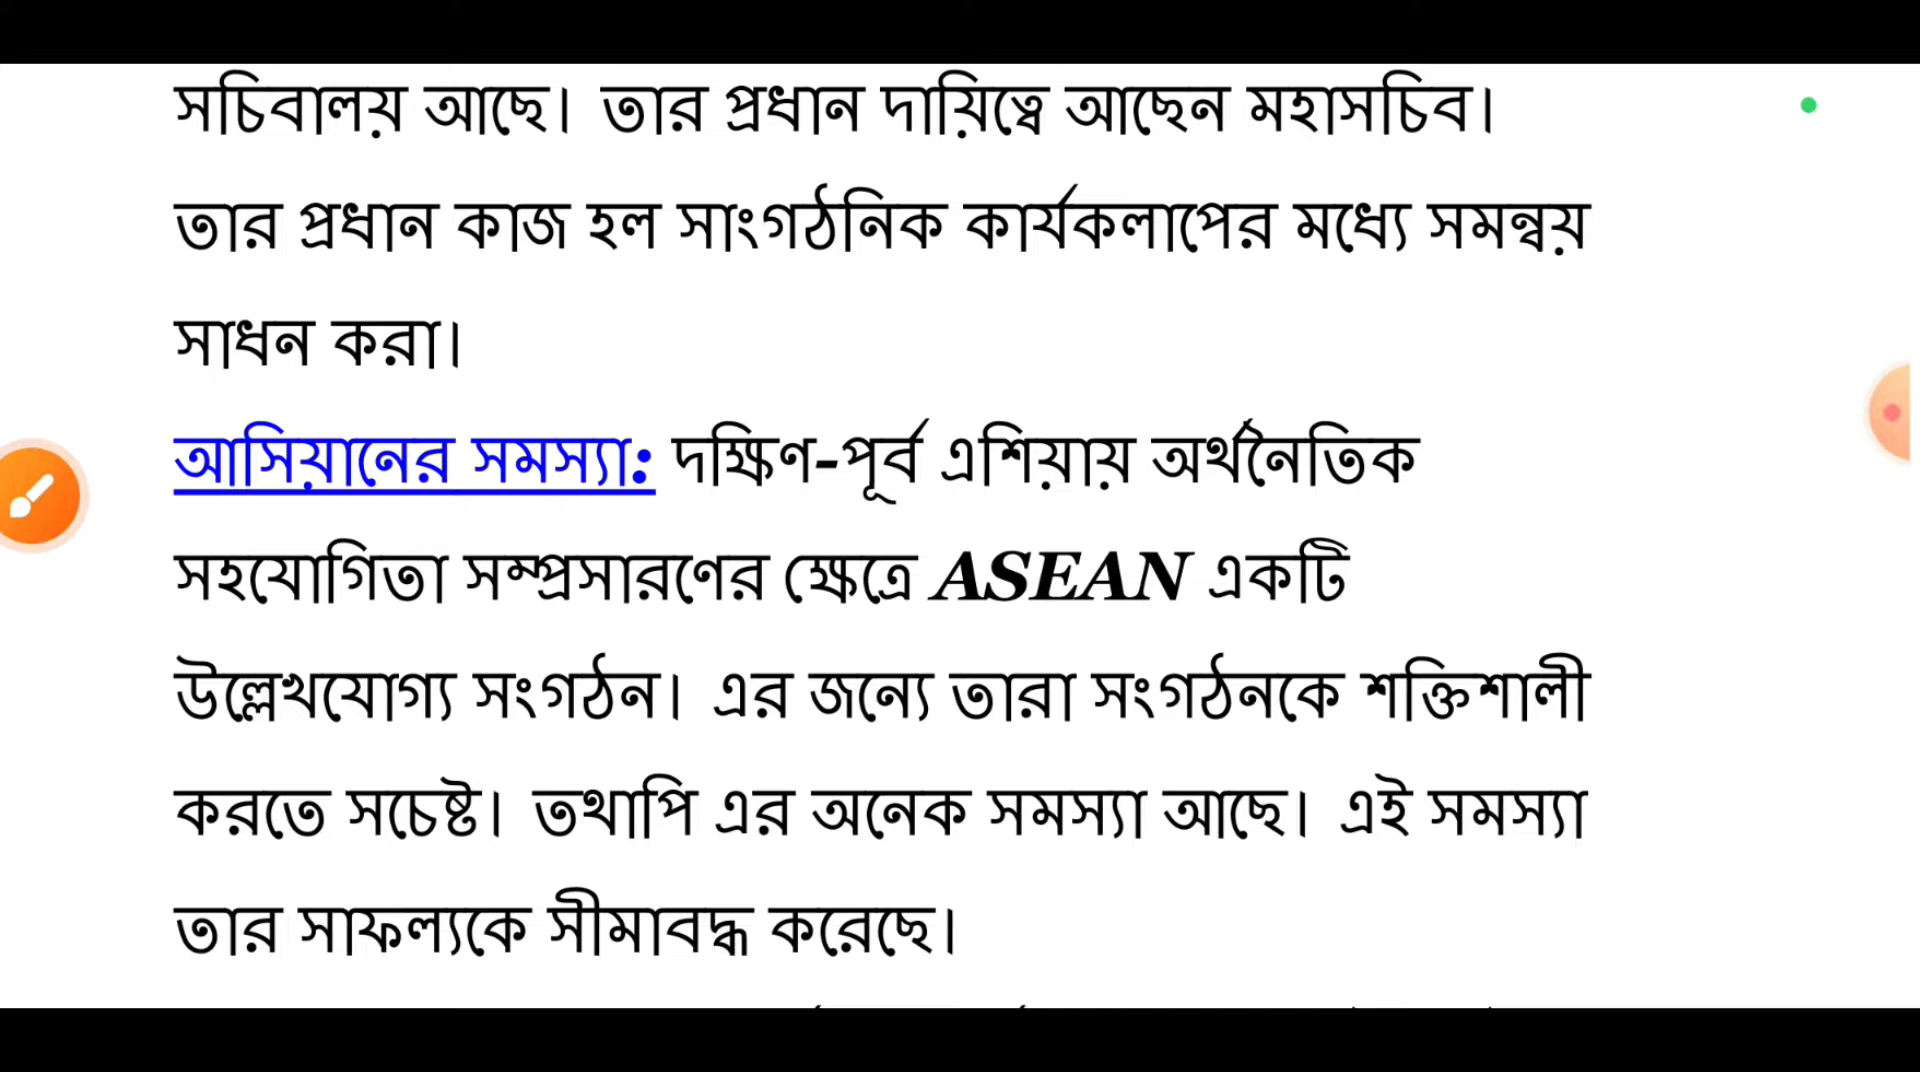 সচিবালয় আছে। তার প্রধান দায়িত্বে আছেন মহাসচিব।
তার প্রধান কাজ হল সাংগঠনিক কার্যকলাপের মধ্যে সমন্বয়
সাধন করা।
আসিয়ানের সমস্যা: দক্ষিণ-পূর্ব এশিয়ায় অর্থনৈতিক
সহযোগিতা সম্প্রসারণের ক্ষেত্রে ASEAN একটি
উল্লেখযোগ্য সংগঠন। এর জন্যে তারা সংগঠনকে শক্তিশালী
করতে সচেষ্ট। তথাপি এর অনেক সমস্যা আছে। এই সমস্যা
তার সাফল্যকে সীমাবদ্ধ করেছে।